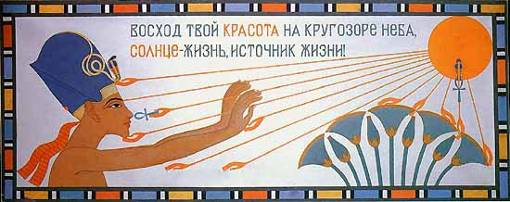 ВОСХОД ТВОЙ КРАСОТА НА КРУГОЗОРЕ НЕБА,
СОЛНЦЕ-ЖИЗНЬ, ИСТОЧНИК ЖИЗНИ!